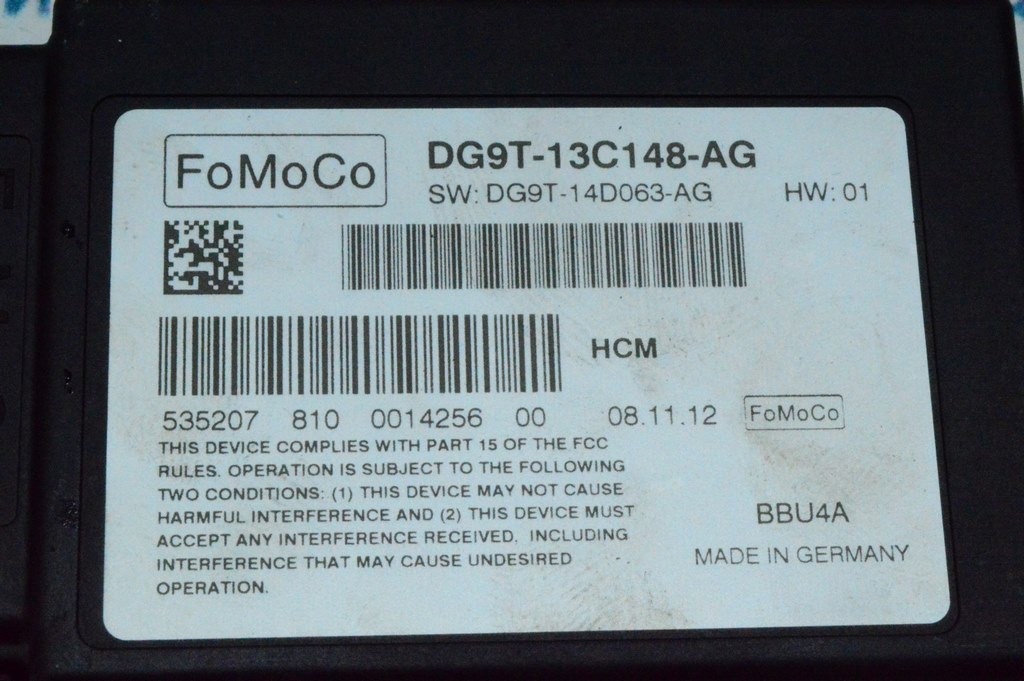 FoMoCo
DG9T-13C148-AG
SW: DG9T-14D063-AG HW: 01
HCM
535207 810 0014256 00 08.11.12 FoMoCo
THIS DEVICE COMPLIES WITH PART 15 OF THE FCC
RULES. OPERATION IS SUBJECT TO THE FOLLOWING
TWO CONDITIONS: (1) THIS DEVICE MAY NOT CAUSE
HARMFUL INTERFERENCE AND (2) THIS DEVICE MUST
ACCEPT ANY INTERFERENCE RECEIVED, INCLUDING
INTERFERENCE THAT MAY CAUSE UNDESIRED
OPERATION.
BBU4A
MADE IN GERMANY